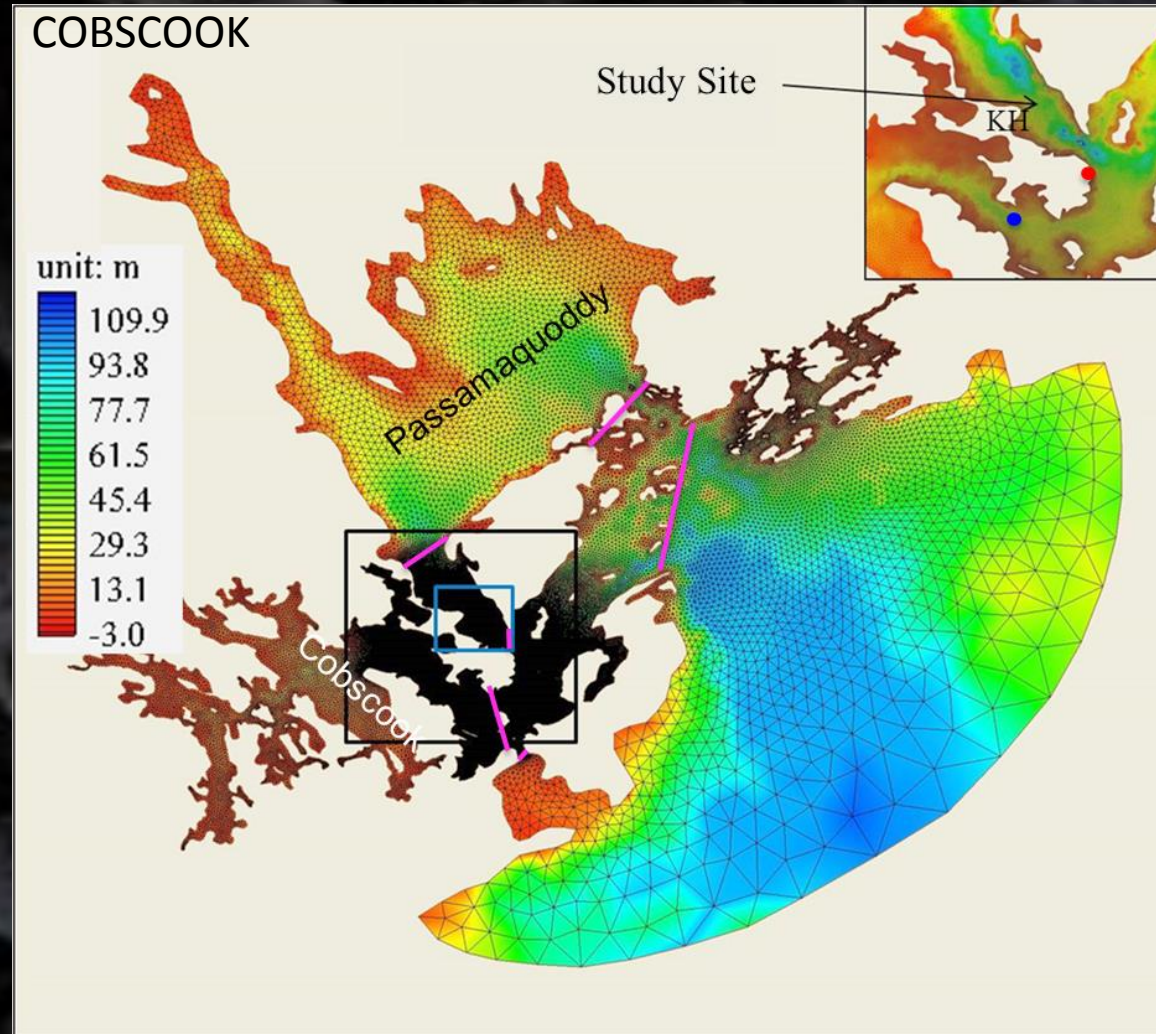 COBSCOOK
Study Site
KH
unit: m
109.9
93.8
77.7
61.5
45.4
29.3
13.1
-3.0
Passamaquoddy
Cobscook